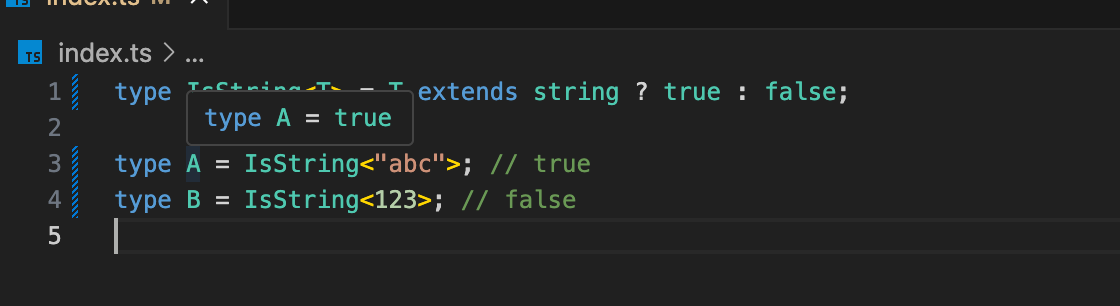 index.ts M
TS index.ts > ...
1 type IsString<T> = T extends string ? true : false;
type A = true
2
3 type A = IsString<"abc">; // true
4 type B = IsString<123>; // false
5